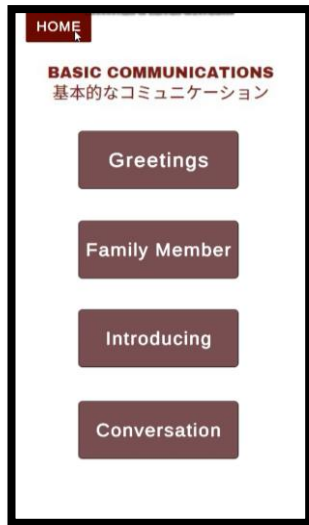 HOME
BASIC COMMUNICATIONS
基本的なコミュニケーション
Greetings
Family Member
Introducing
Conversation